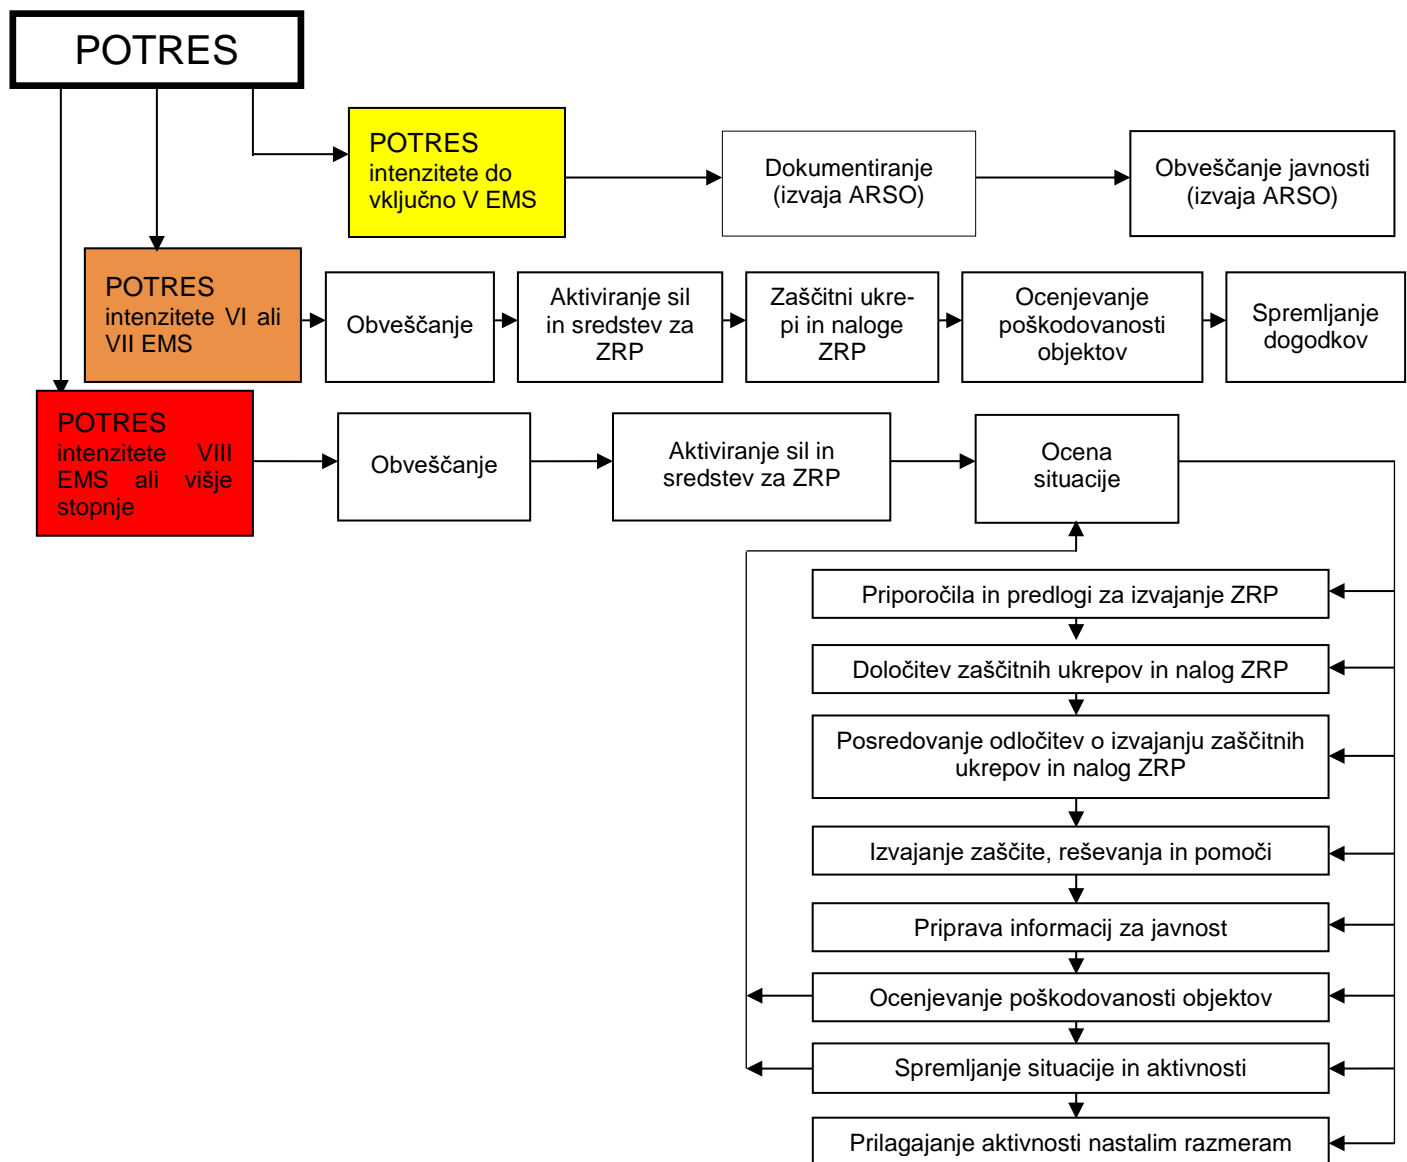 POTRES
POTRES
intenzitete do
vključno V EMS
Dokumentiranje
(izvaja ARSO)
Obveščanje javnosti
(izvaja ARSO)
POTRES
intenzitete VI ali
VII EMS
Obveščanje
Aktiviranje sil
in sredstev za
ZRP
Zaščitni ukre-
pi in naloge
ZRP
Ocenjevanje
poškodovanosti
objektov
Spremljanje
dogodkov
POTRES
intenzitete VIII
EMS ali višje
stopnje
Obveščanje
Aktiviranje sil in
sredstev za ZRP
Ocena
situacije
Priporočila in predlogi za izvajanje ZRP
Določitev zaščitnih ukrepov in nalog ZRP
Posredovanje odločitev o izvajanju zaščitnih
ukrepov in nalog ZRP
Izvajanje zaščite, reševanja in pomoči
Priprava informacij za javnost
Ocenjevanje poškodovanosti objektov
Spremljanje situacije in aktivnosti
Prilagajanje aktivnosti nastalim razmeram